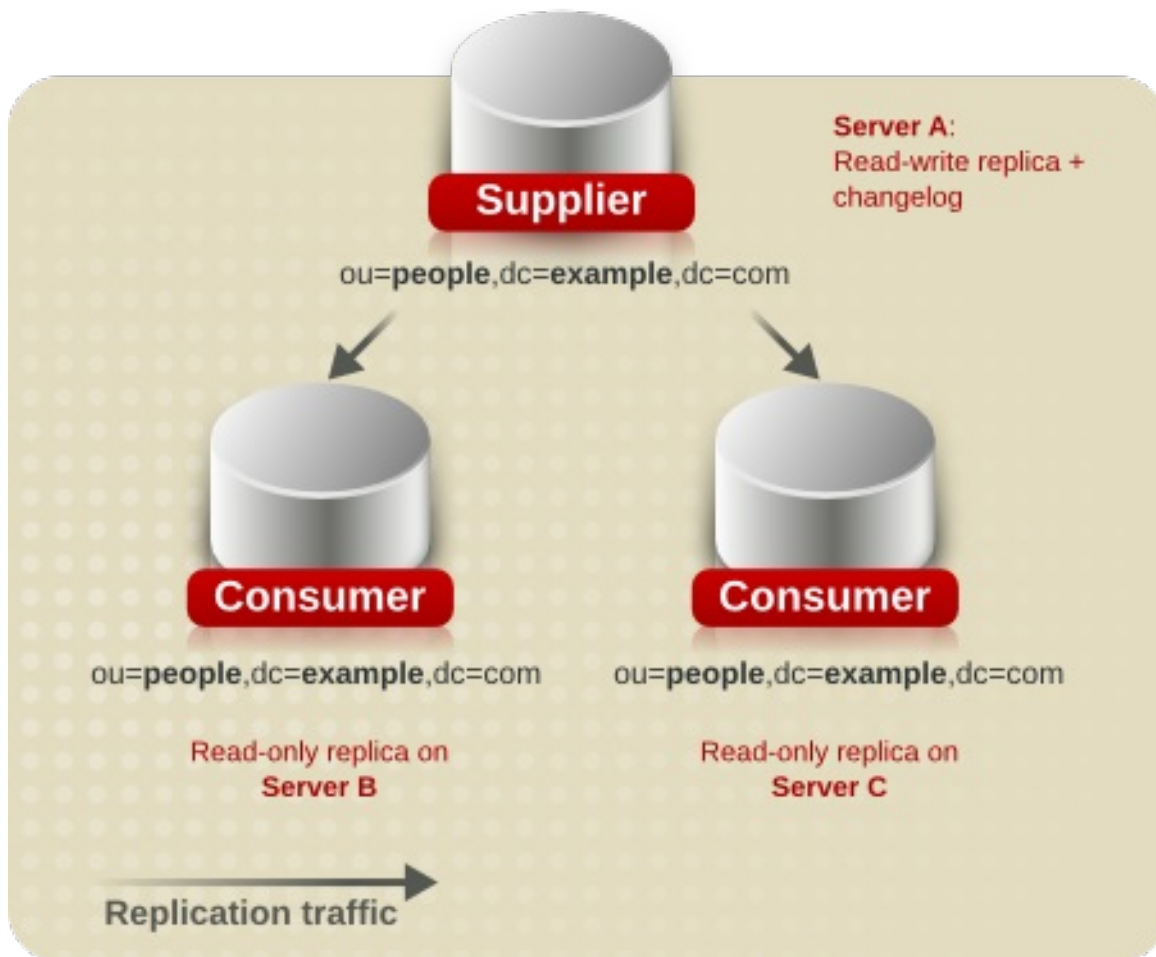 Server A:
Read-write replica +
changelog
Supplier
ou=people,dc=example,dc=com
Consumer
Consumer
ou=people,dc=example,dc=com
ou=people,dc=example,dc=com
Read-only replica on
Server B
Read-only replica on
Server C
Replication traffic